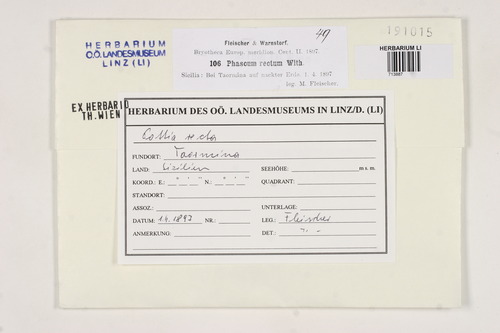 HERBARIUM
OÖ. LANDESMUSEUM
LINZ (LI)
Fleischer & Warnstorf.
Bryotheca Europ. meridion. Cent. II. 1897.
106 Phascum rectum With.
Sizilia: Bei Taormina auf nackter Erde. 1. 4. 1897
leg. M. Fleischer.
191015
HERBARIUM LI
EX HERBARIO
TH. WIEN
HERBARIUM DES OÖ. LANDESMUSEUMS IN LINZ/D. (LI)
Pottia recta
FUNDORT: Taormina
LAND: Sizilien SEEHÖHE: m s. m.
KOORD.: E.: ° ' " N.: ° ' " QUADRANT:
STANDORT:
ASSOZ.: UNTERLAGE:
DATUM: 1.4.1897 NR.: LEG.: Fleischer
ANMERKUNG: DET.: " -